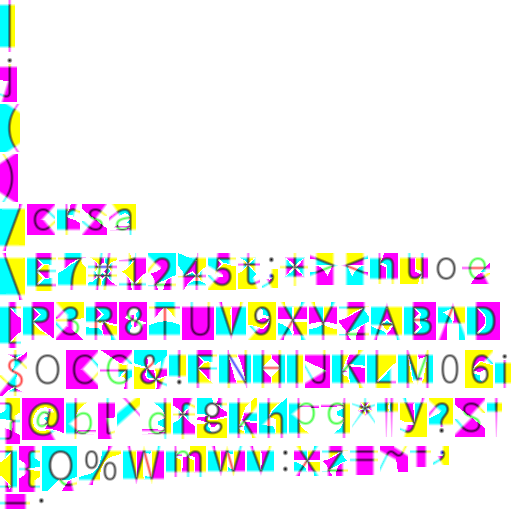 |
j
(
)
/ c r s a
\ E 7 # 1 2 4 5 t ; + > < n u o e
[ P 3 R 8 T U V 9 X Y Z A B D
$ O C G & ! F N H I J K L M 0 6 i
} @ b d f g k h p q * " y ? S
] { Q % W m w v : x z = ~ ,
- .